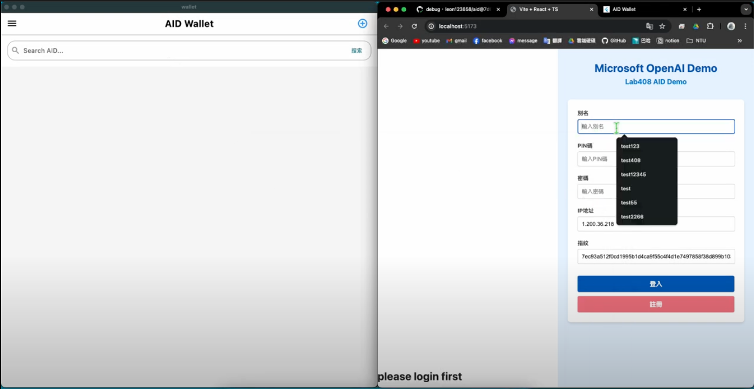 wallet
AID Wallet
Search AID...
搜索
debug · leon123858/aid@7
Vite + React + TS
AID Wallet
localhost:5173
Google
youtube
gmail
facebook
message
翻譯
雲端硬碟
GitHub
巴哈
notion
NTU
Microsoft OpenAI Demo
Lab408 AID Demo
別名
輸入別名
test123
test408
test12345
test
test55
test2266
PIN碼
輸入PIN碼
密碼
輸入密碼
IP地址
1.200.36.218
指紋
7ec93a512f0cd1995b1d4ca9f55c4f4d1e7497858f38d899b10
登入
註冊
please login first